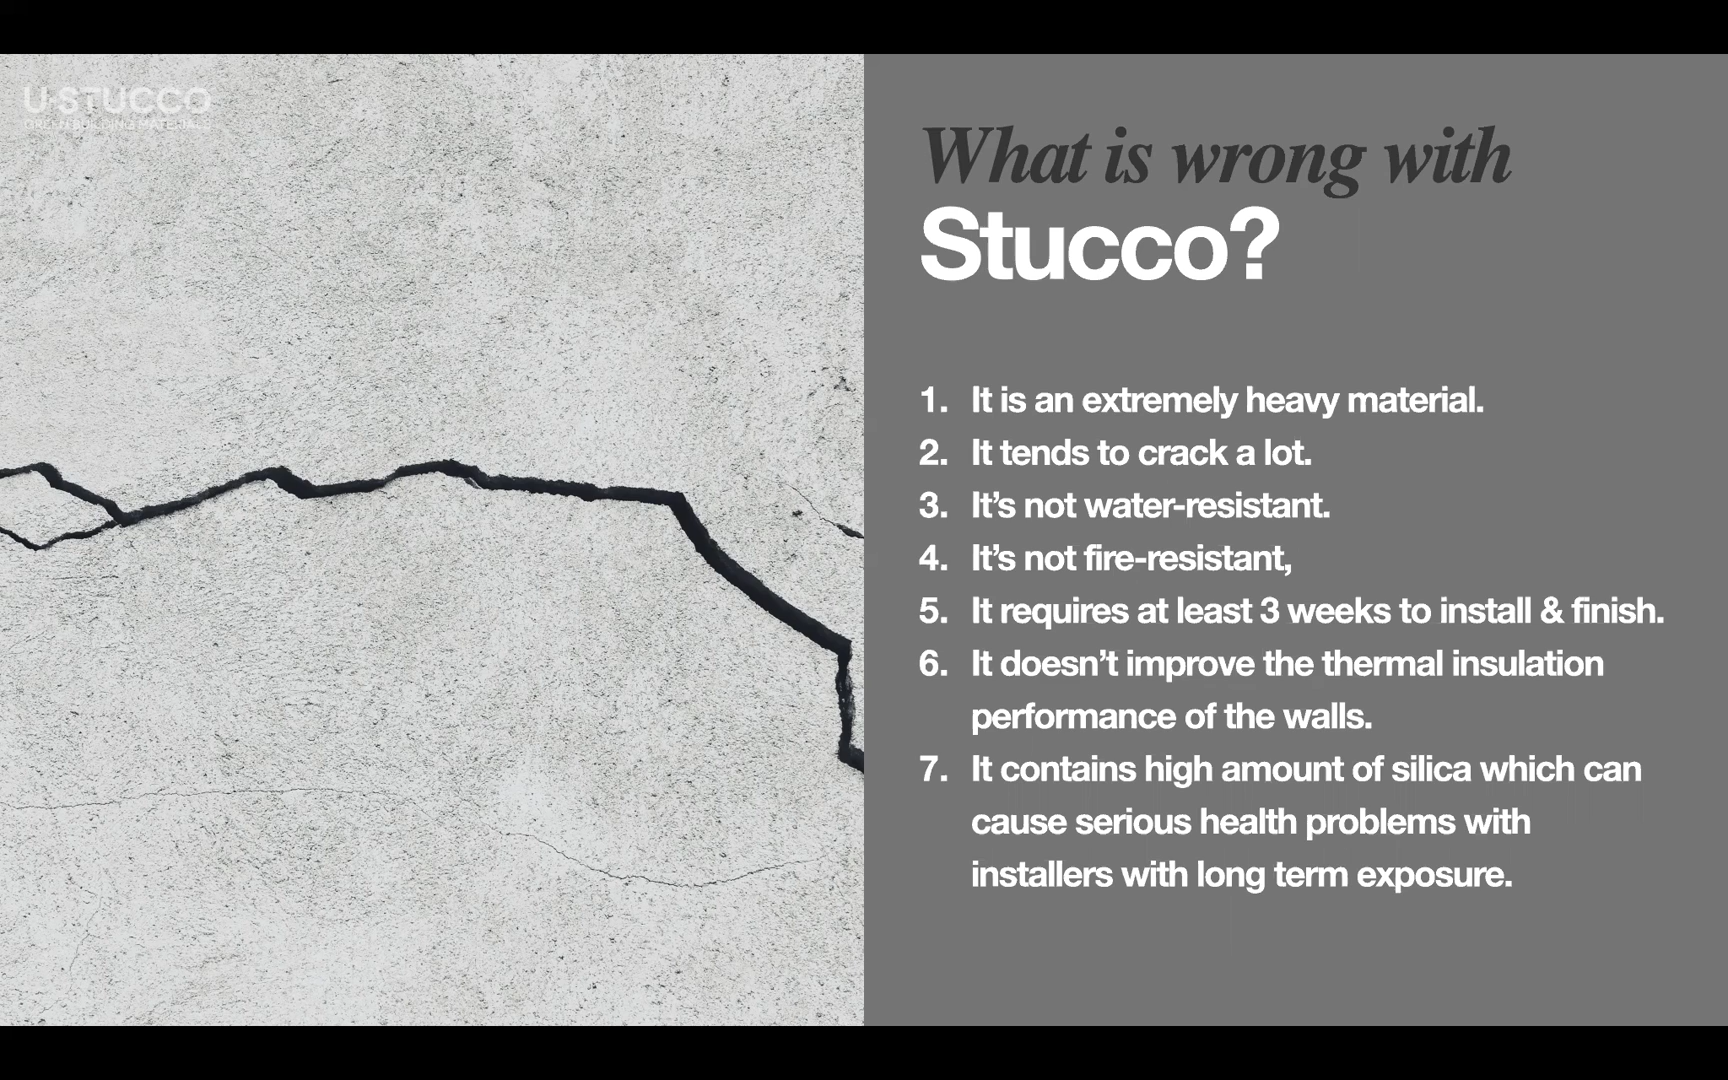 U·STUCCO
GREEN BUILDING MATERIALS
What is wrong with
Stucco?
1. It is an extremely heavy material.
2. It tends to crack a lot.
3. It’s not water-resistant.
4. It’s not fire-resistant,
5. It requires at least 3 weeks to install & finish.
6. It doesn’t improve the thermal insulation
performance of the walls.
7. It contains high amount of silica which can
cause serious health problems with
installers with long term exposure.